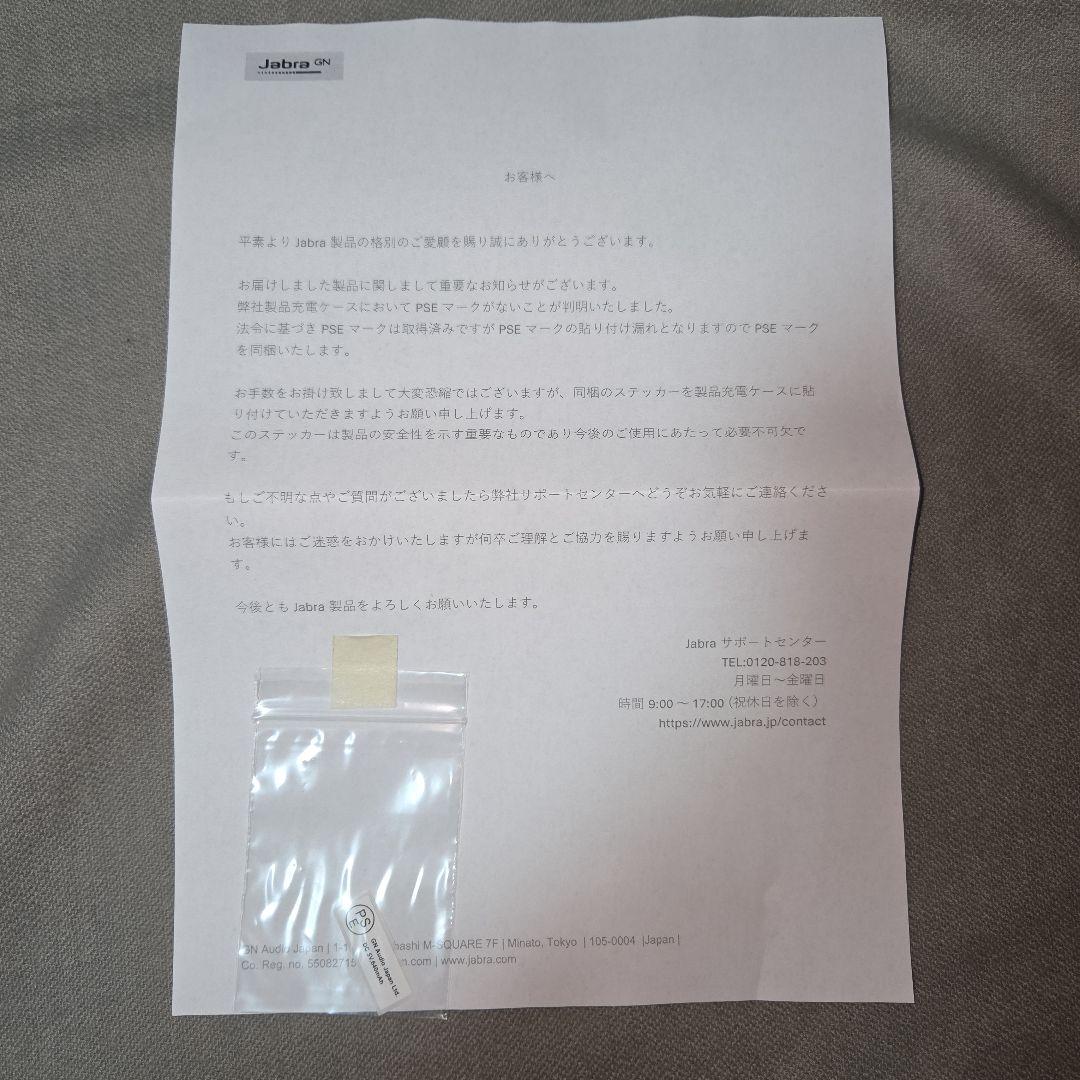 Jabra GN
お客様へ
平素より Jabra 製品の格別のご愛顧を賜り誠にありがとうございます。
お届けしました製品に関しまして重要なお知らせがございます。
弊社製品充電ケースにおいて PSE マークがないことが判明いたしました。
法令に基づき PSE マークは取得済みですが PSE マークの貼り付け漏れとなりますので PSE マーク
を同梱いたします。
お手数をお掛け致しまして大変恐縮ではございますが、同梱のステッカーを製品充電ケースに貼
り付けていただきますようお願い申し上げます。
このステッカーは製品の安全性を示す重要なものであり今後のご使用にあたって必要不可欠で
す。
もしご不明な点やご質問がございましたら弊社サポートセンターへどうぞお気軽にご連絡くださ
い。
お客様にはご迷惑をおかけいたしますが何卒ご理解とご協力を賜りますようお願い申し上げま
す。
今後とも Jabra 製品をよろしくお願いいたします。
Jabra サポートセンター
TEL:0120-818-203
月曜日～金曜日
時間 9:00 ～ 17:00（祝休日を除く）
https://www.jabra.jp/contact
PSE
GN Audio Japan Ltd.
DC 5V,640mAh
GN Audio Japan | 1-1 M-SQUARE 7F | Minato, Tokyo | 105-0004 |Japan |
Co. Reg. no. 55082715 | www.jabra.com